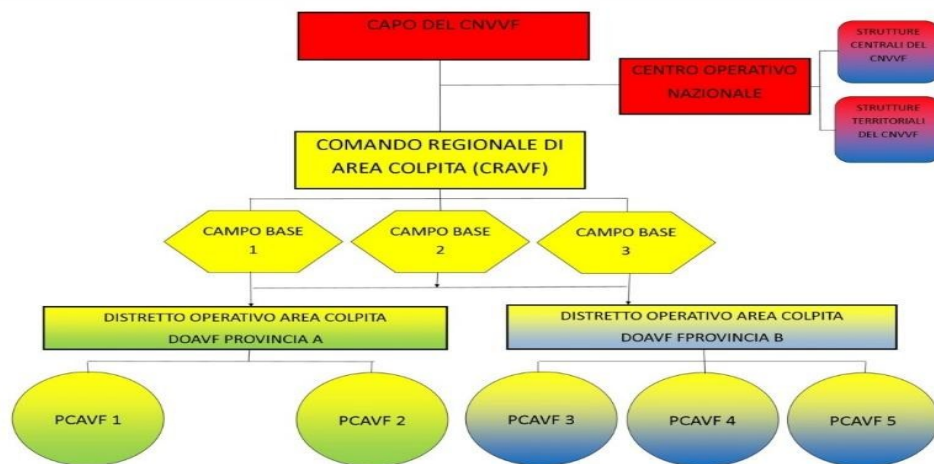 CAPO DEL CNVVF
STRUTTURE
CENTRALI DEL
CNVVF
CENTRO OPERATIVO
NAZIONALE
STRUTTURE
TERRITORIALI
DEL CNVVF
COMANDO REGIONALE DI
AREA COLPITA (CRAVF)
CAMPO BASE
1
CAMPO BASE
2
CAMPO BASE
3
DISTRETTO OPERATIVO AREA COLPITA
DOAVF PROVINCIA A
DISTRETTO OPERATIVO AREA COLPITA
DOAVF FPROVINCIA B
PCAVF 1
PCAVF 2
PCAVF 3
PCAVF 4
PCAVF 5